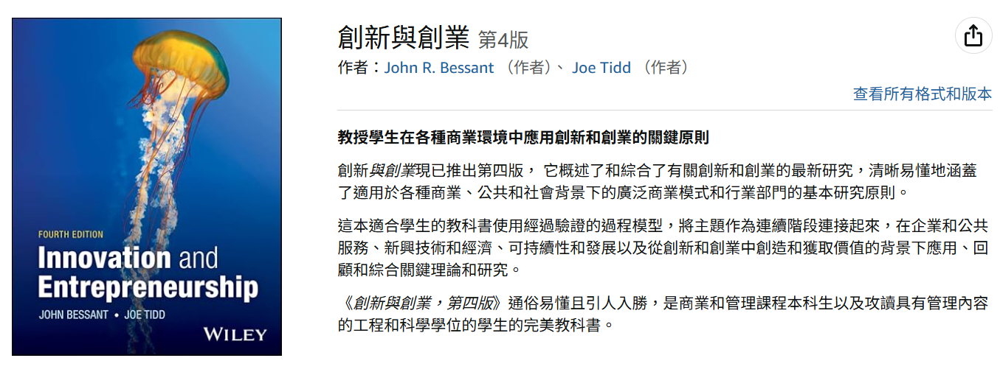 FOURTH EDITION
Innovation and
Entrepreneurship
JOHN BESSANT • JOE TIDD
WILEY
創新與創業 第4版
作者：John R. Bessant （作者）、 Joe Tidd （作者）
查看所有格式和版本
教授學生在各種商業環境中應用創新和創業的關鍵原則
創新與創業現已推出第四版， 它概述了和綜合了有關創新和創業的最新研究，清晰易懂地涵蓋
了適用於各種商業、公共和社會背景下的廣泛商業模式和行業部門的基本研究原則。
這本適合學生的教科書使用經過驗證的過程模型，將主題作為連續階段連接起來，在企業和公共
服務、新興技術和經濟、可持續性和發展以及從創新和創業中創造和獲取價值的背景下應用、回
顧和綜合關鍵理論和研究。
《創新與創業，第四版》通俗易懂且引人入勝，是商業和管理課程本科生以及攻讀具有管理內容
的工程和科學學位的學生的完美教科書。